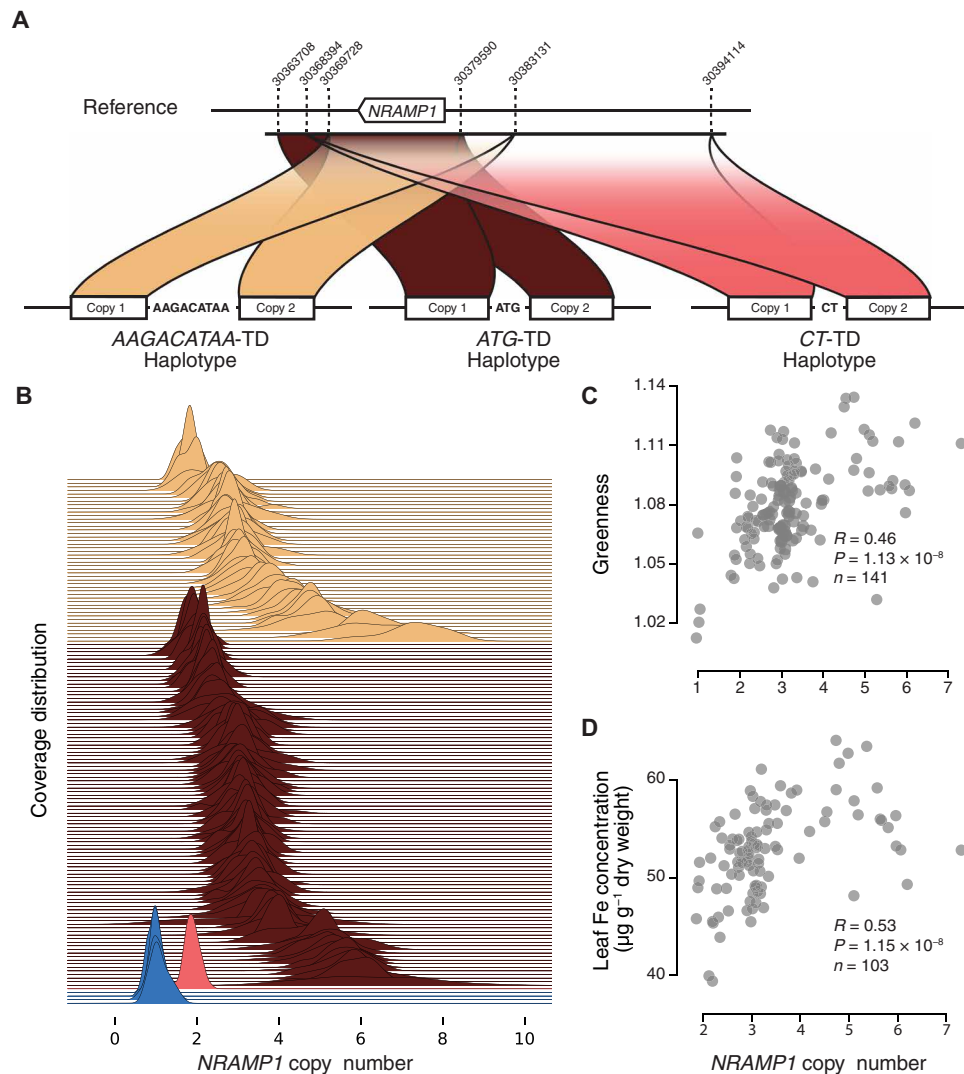 A
30363708
30368394
30369728
30379590
30383131
30394114
Reference
NRAMP1
Copy 1
AAGACATAA
Copy 2
Copy 1
ATG
Copy 2
Copy 1
CT
Copy 2
AAGACATAA-TD
Haplotype
ATG-TD
Haplotype
CT-TD
Haplotype
B
Coverage distribution
0 2 4 6 8 10
NRAMP1 copy number
C
Greenness
1.14
1.11
1.08
1.05
1.02
R = 0.46
P = 1.13 × 10⁻⁸
n = 141
1 2 3 4 5 6 7
D
Leaf Fe concentration
(µg g⁻¹ dry weight)
60
50
40
R = 0.53
P = 1.15 × 10⁻⁸
n = 103
2 3 4 5 6 7
NRAMP1 copy number